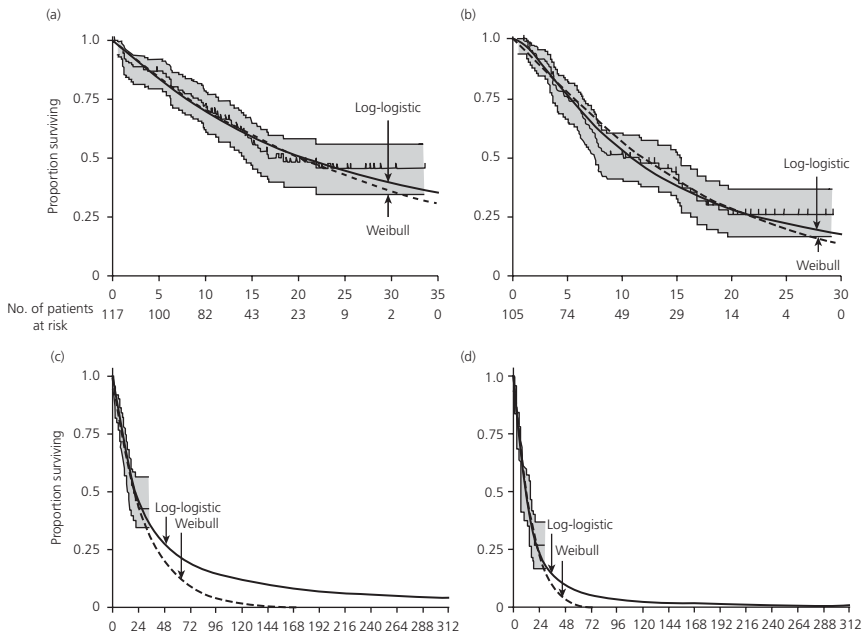 (a)
1.0
0.75
0.5
0.25
0
Proportion surviving
Log-logistic
Weibull
0 5 10 15 20 25 30 35
No. of patients
at risk
117 100 82 43 23 9 2 0
(b)
1.0
0.75
0.5
0.25
0
Log-logistic
Weibull
0 5 10 15 20 25 30
105 74 49 29 14 4 0
(c)
1.0
0.75
0.5
0.25
0
Proportion surviving
Log-logistic
Weibull
0 24 48 72 96 120 144 168 192 216 240 264 288 312
(d)
1.0
0.75
0.5
0.25
0
Log-logistic
Weibull
0 24 48 72 96 120 144 168 192 216 240 264 288 312